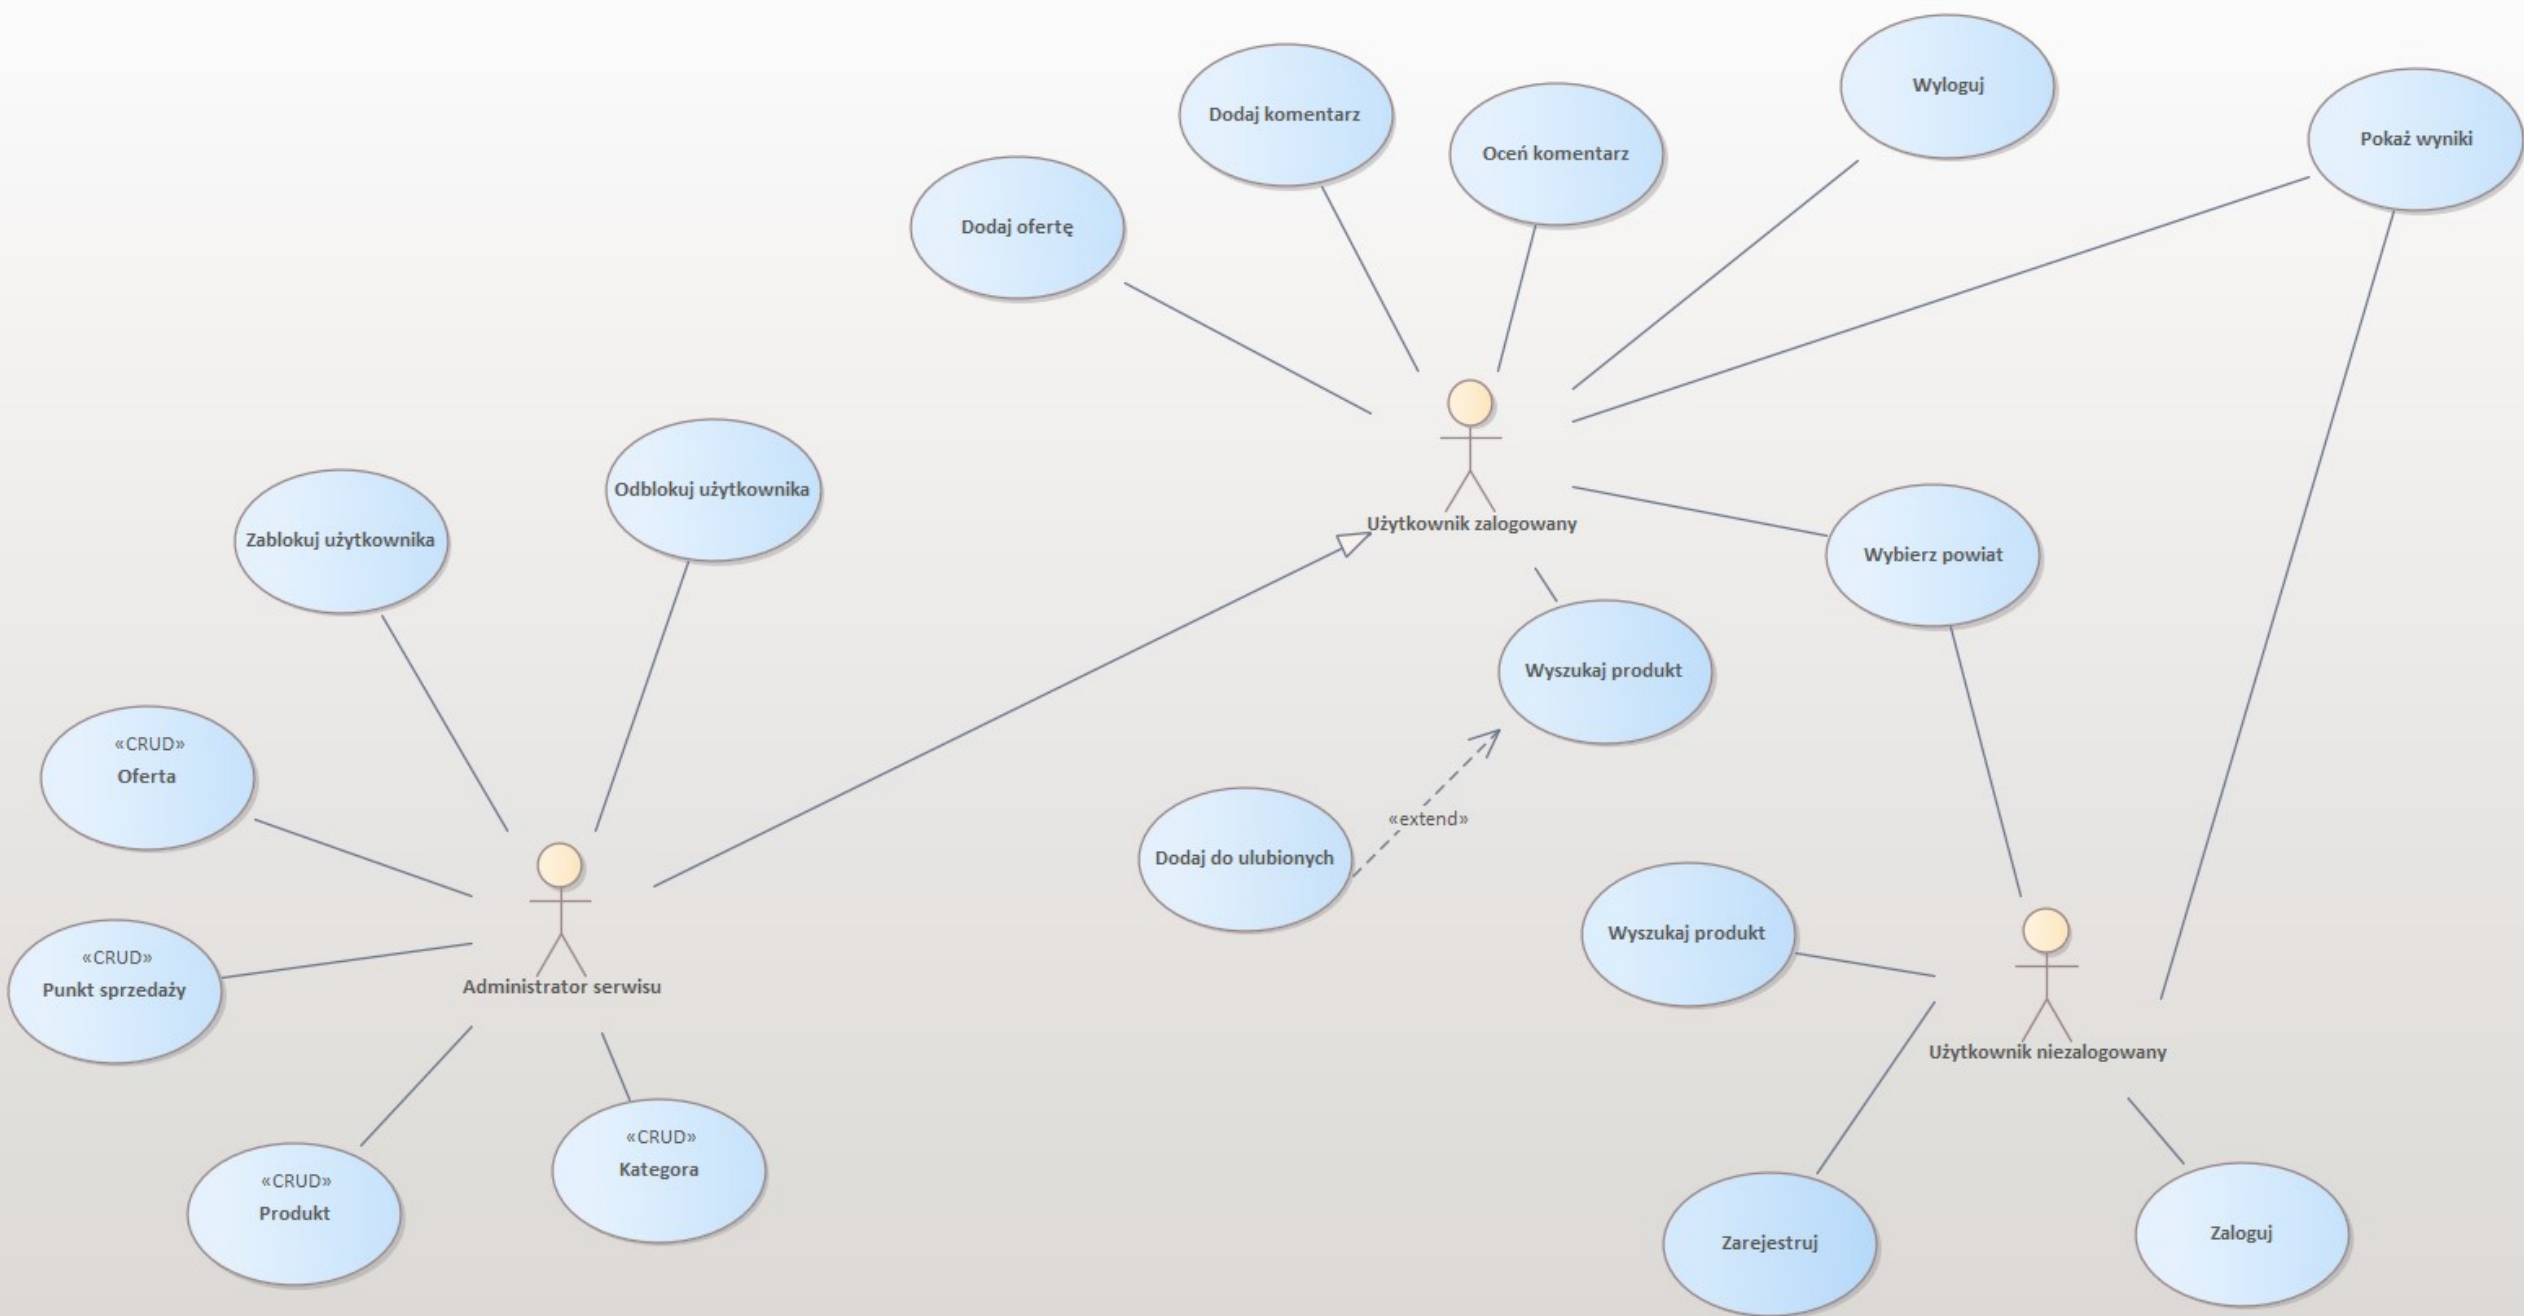 Wyloguj
Dodaj komentarz
Pokaż wyniki
Oceń komentarz
Dodaj ofertę
Odblokuj użytkownika
Użytkownik zalogowany
Zablokuj użytkownika
Wybierz powiat
Wyszukaj produkt
«CRUD»
Oferta
«extend»
Dodaj do ulubionych
Wyszukaj produkt
«CRUD»
Punkt sprzedaży
Administrator serwisu
Użytkownik niezalogowany
«CRUD»
Kategora
«CRUD»
Produkt
Zarejestruj
Zaloguj